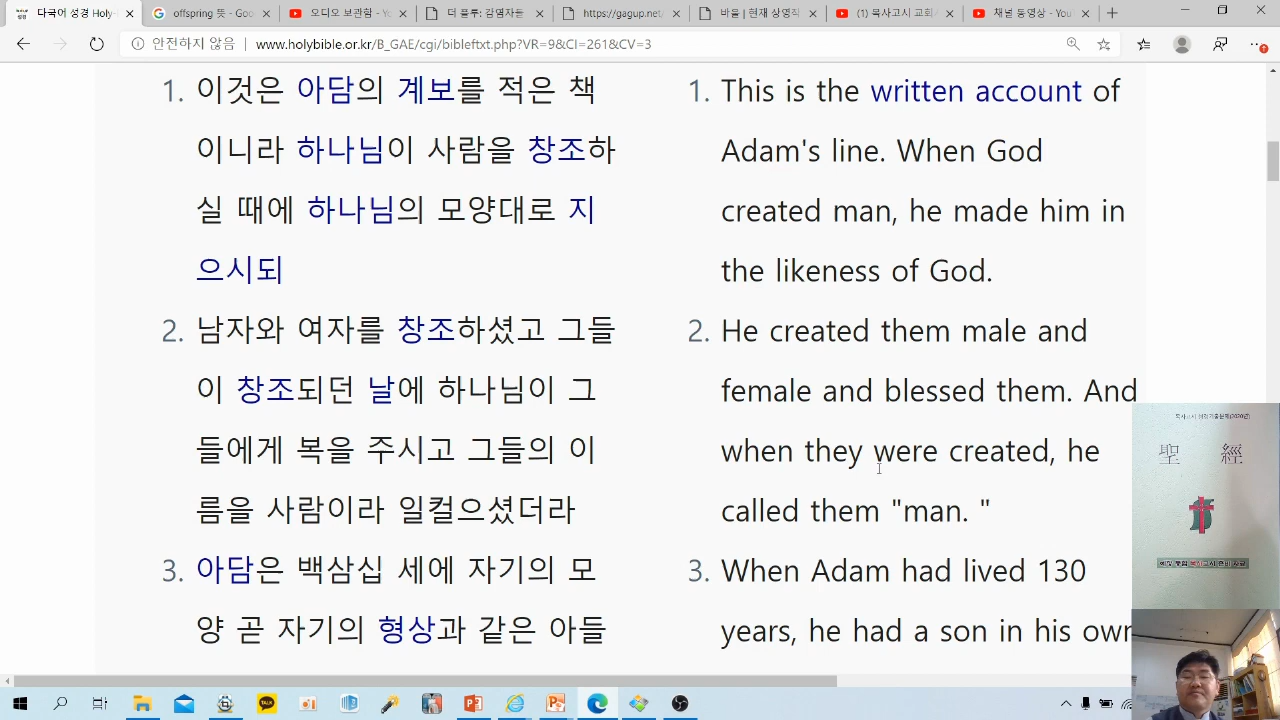 다국어 성경 Holy-
offspring 뜻 - Goo
오디오 보관함 - Yo
더 플루: 감염자들
https://gagup.net/
바울 | 현재 상영작
(1) 목사고시 교회사
채널 동영상 - YouT
안전하지 않음
www.holybible.or.kr/B_GAE/cgi/bibleftxt.php?VR=9&CI=261&CV=3
1. 이것은 아담의 계보를 적은 책
이니라 하나님이 사람을 창조하
실 때에 하나님의 모양대로 지
으시되
2. 남자와 여자를 창조하셨고 그들
이 창조되던 날에 하나님이 그
들에게 복을 주시고 그들의 이
름을 사람이라 일컬으셨더라
3. 아담은 백삼십 세에 자기의 모
양 곧 자기의 형상과 같은 아들
1. This is the written account of
Adam's line. When God
created man, he made him in
the likeness of God.
2. He created them male and
female and blessed them. And
when they were created, he
called them "man. "
3. When Adam had lived 130
years, he had a son in his own
聖 經
TALK